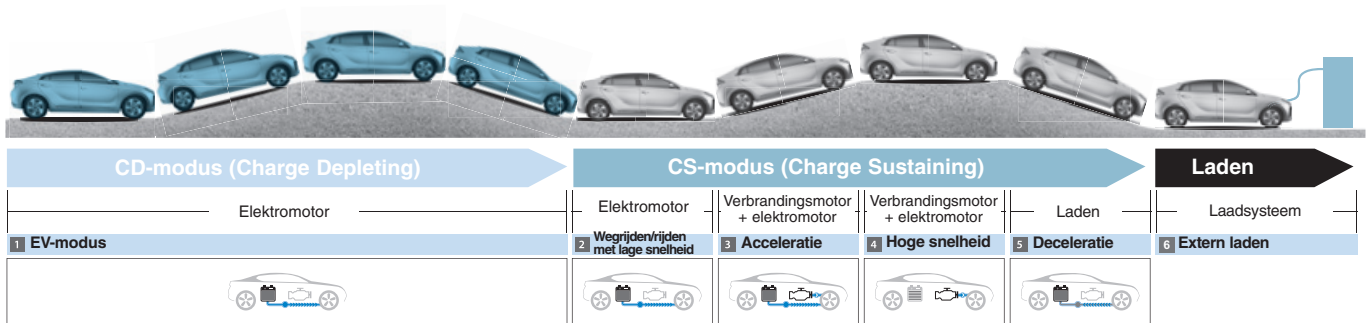 CD-modus (Charge Depleting)
CS-modus (Charge Sustaining)
Laden
Elektromotor
Elektromotor
Verbrandingsmotor
+ elektromotor
Verbrandingsmotor
+ elektromotor
Laden
Laadsysteem
1 EV-modus
2 Wegrijden/rijden
met lage snelheid
3 Acceleratie
4 Hoge snelheid
5 Deceleratie
6 Extern laden